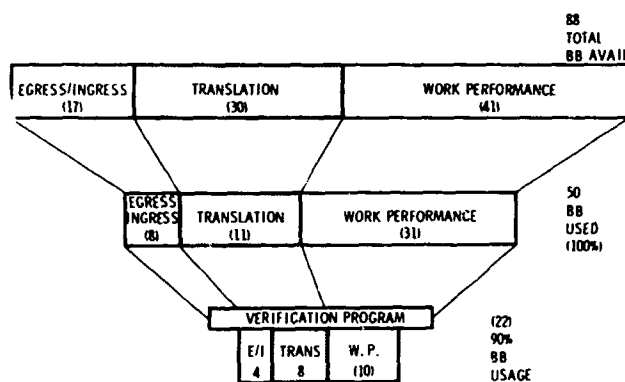 88
TOTAL
BB AVAIL
EGRESS/INGRESS
(17)
TRANSLATION
(30)
WORK PERFORMANCE
(41)
EGRESS
INGRESS
(8)
TRANSLATION
(11)
WORK PERFORMANCE
(31)
50
BB
USED
(100%)
VERIFICATION PROGRAM
E/I
4
TRANS
8
W.P.
(10)
(22)
90%
BB
USAGE